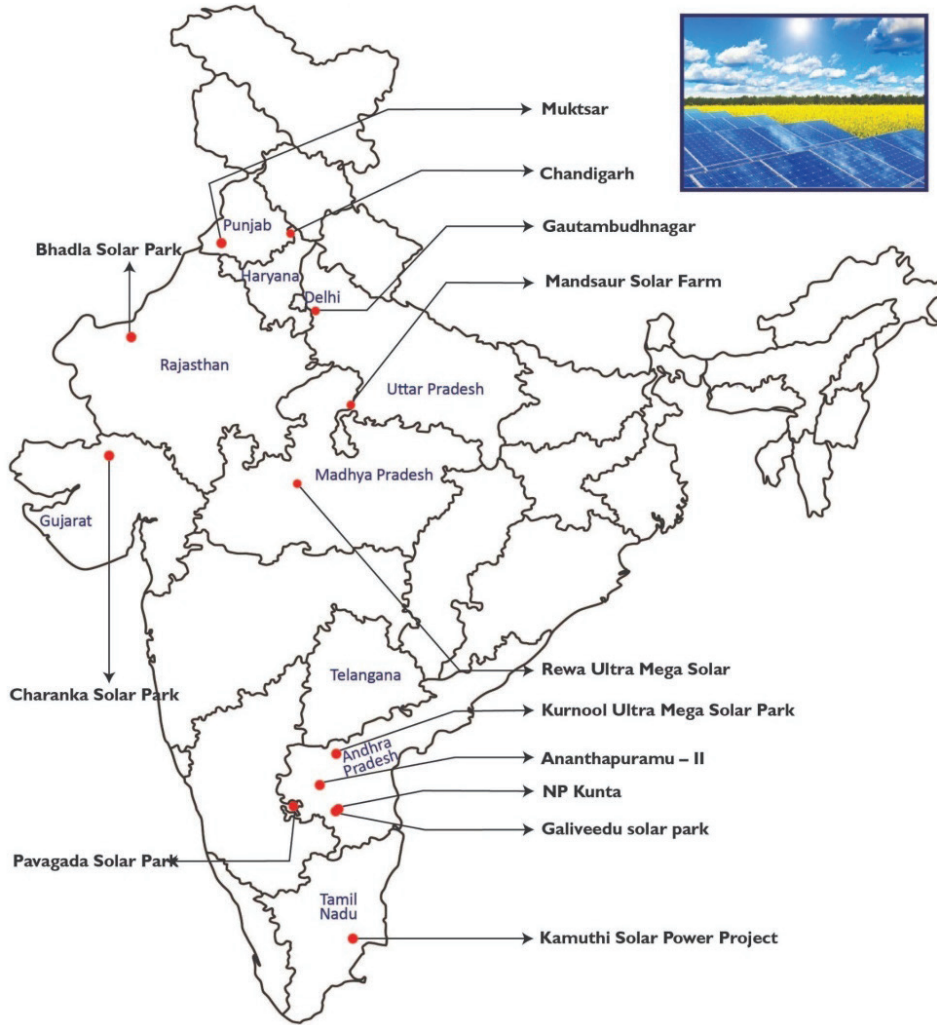 Muktsar
Chandigarh
Punjab
Gautambudhnagar
Bhadla Solar Park
Haryana
Mandsaur Solar Farm
Delhi
Rajasthan
Uttar Pradesh
Madhya Pradesh
Gujarat
Rewa Ultra Mega Solar
Telangana
Charanka Solar Park
Kurnool Ultra Mega Solar Park
Andhra
Pradesh
Ananthapuramu – II
NP Kunta
Galiveedu solar park
Pavagada Solar Park
Tamil
Nadu
Kamuthi Solar Power Project